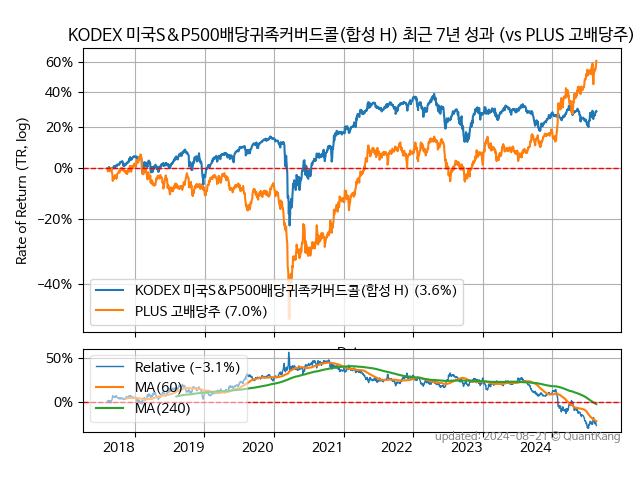 KODEX 미국S&P500배당귀족커버드콜(합성 H) 최근 7년 성과 (vs PLUS 고배당주)
Rate of Return (TR, log)
60%
40%
20%
0%
−20%
−40%
KODEX 미국S&P500배당귀족커버드콜(합성 H) (3.6%)
PLUS 고배당주 (7.0%)
50%
0%
Relative (−3.1%)
MA(60)
MA(240)
2018 2019 2020 2021 2022 2023 2024
updated: 2024-08-21 © QuantKang